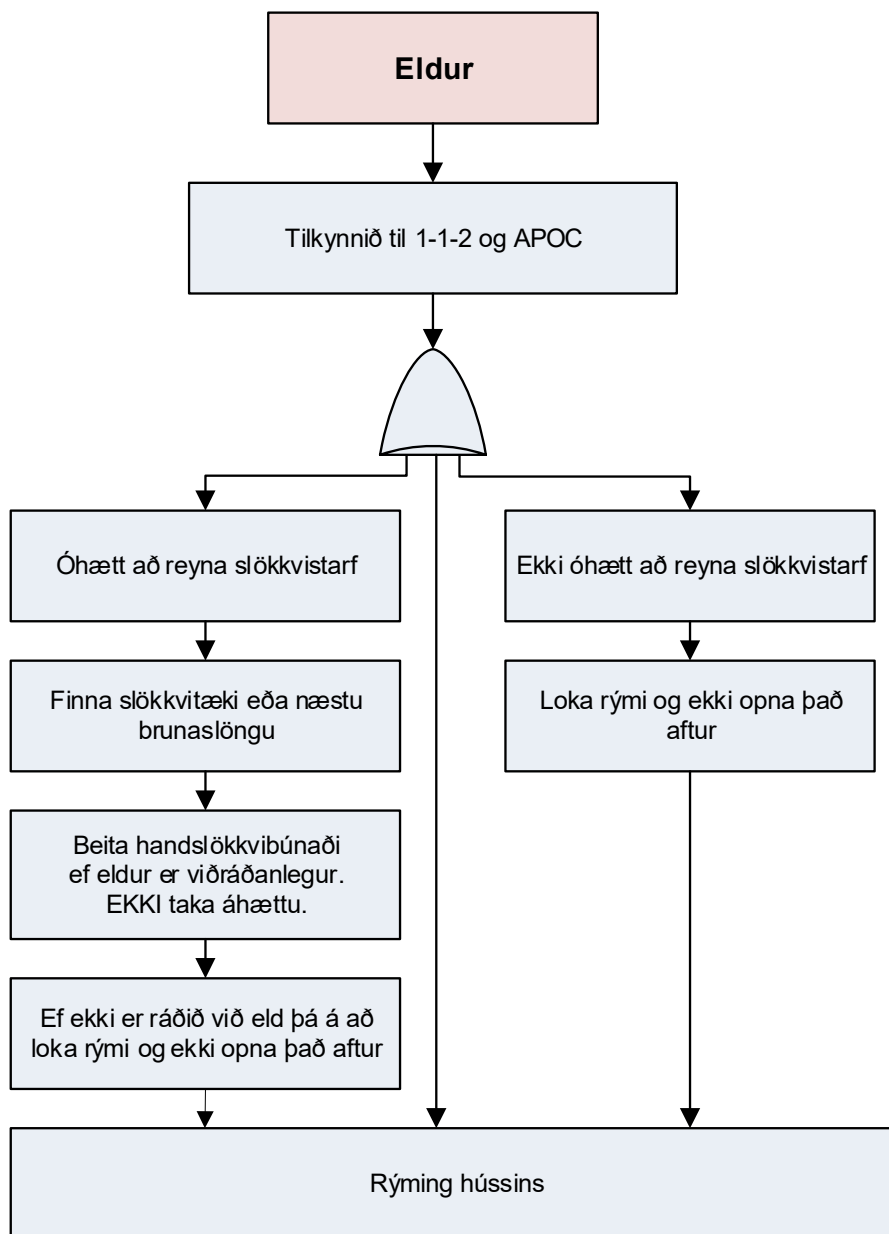 Eldur
Tilkynnið til 1-1-2 og APOC
Óhætt að reyna slökkvistarf
Finna slökkvitæki eða næstu
brunaslöngu
Beita handslökkvibúnaði
ef eldur er viðráðanlegur.
EKKI taka áhættu.
Ef ekki er ráðið við eld þá á að
loka rými og ekki opna það aftur
Ekki óhætt að reyna slökkvistarf
Loka rými og ekki opna það
aftur
Rýming hússins